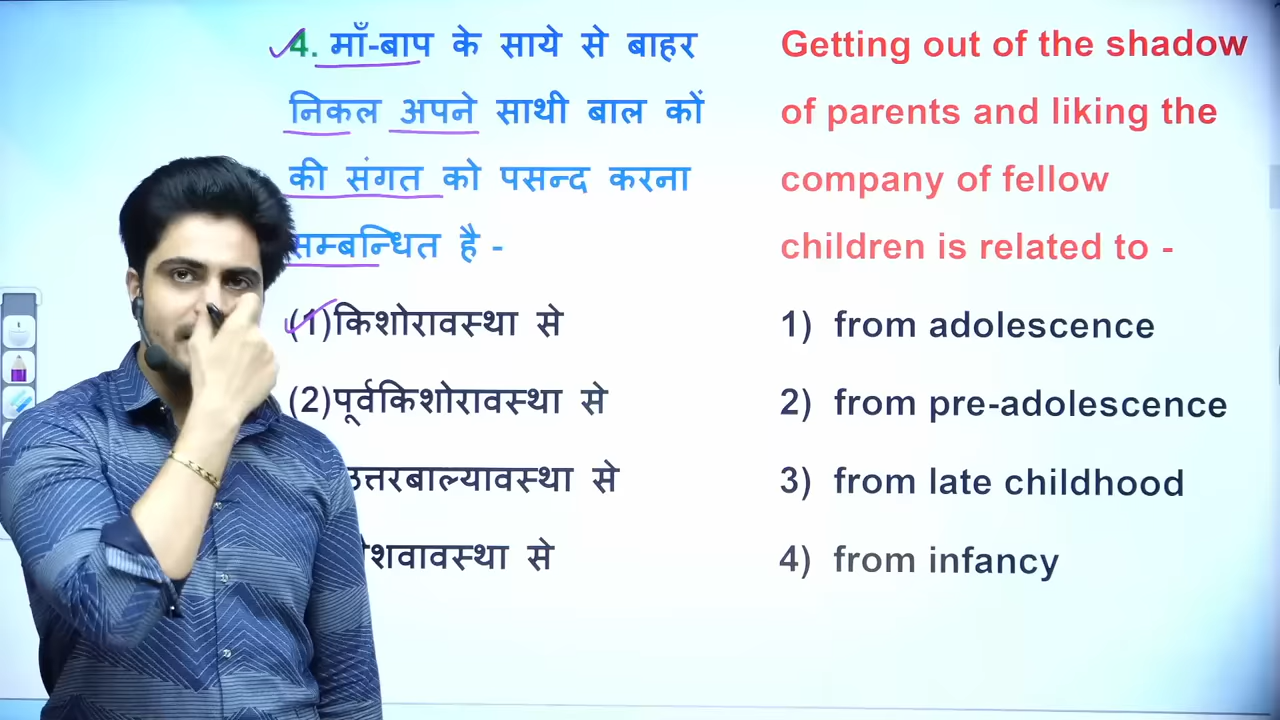 4. माँ-बाप के साये से बाहर
निकल अपने साथी बाल कों
की संगत को पसन्द करना
सम्बन्धित है -
(1)किशोरावस्था से
(2)पूर्वकिशोरावस्था से
उत्तरबाल्यावस्था से
से
Getting out of the shadow
of parents and liking the
company of fellow
children is related to -
1) from adolescence
2) from pre-adolescence
3) from late childhood
4) from infancy